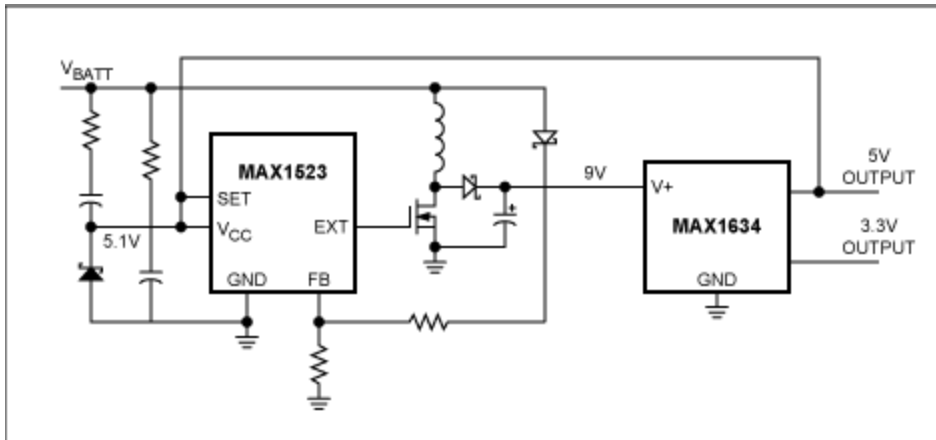 VBATT
MAX1523
SET
VCC
EXT
5.1V
GND
FB
9V
V+
MAX1634
GND
5V
OUTPUT
3.3V
OUTPUT
+